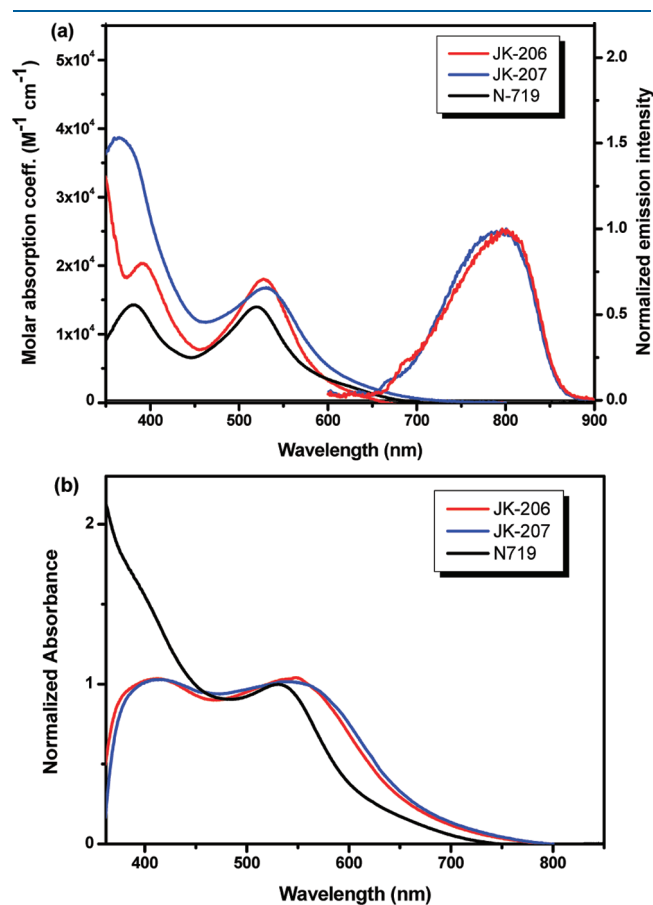 (a)
JK-206
JK-207
N-719
Molar absorption coeff. (M⁻¹ cm⁻¹)
5x10⁴
4x10⁴
3x10⁴
2x10⁴
1x10⁴
0
2.0
1.5
1.0
0.5
0.0
Normalized emission intensity
400 500 600 700 800 900
Wavelength (nm)
(b)
JK-206
JK-207
N719
Normalized Absorbance
2
1
0
400 500 600 700 800
Wavelength (nm)